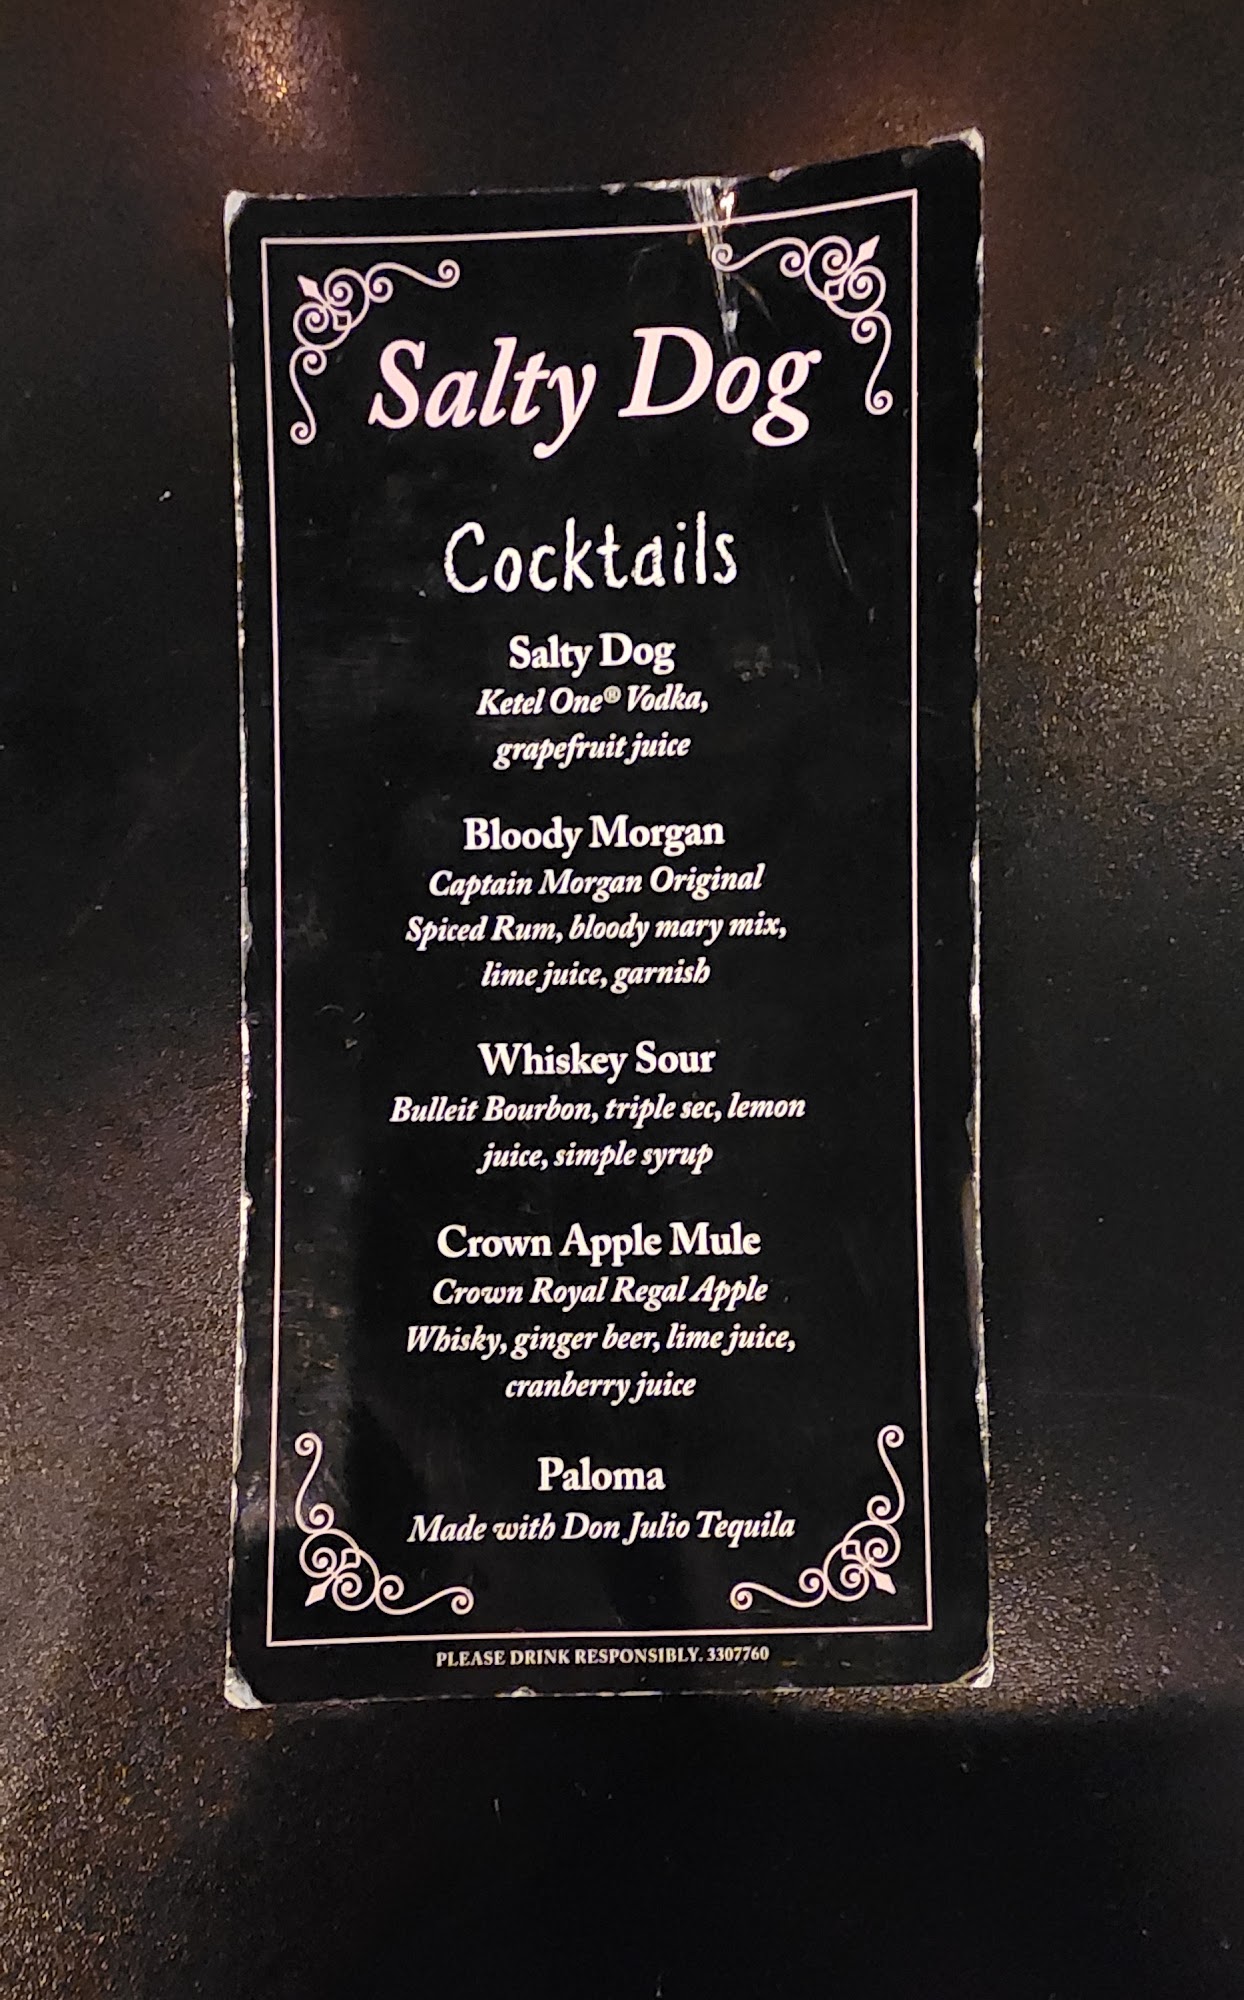 Salty Dog
Cocktails
Salty Dog
Ketel One® Vodka,
grapefruit juice
Bloody Morgan
Captain Morgan Original
Spiced Rum, bloody mary mix,
lime juice, garnish
Whiskey Sour
Bulleit Bourbon, triple sec, lemon
juice, simple syrup
Crown Apple Mule
Crown Royal Regal Apple
Whisky, ginger beer, lime juice,
cranberry juice
Paloma
Made with Don Julio Tequila
PLEASE DRINK RESPONSIBLY. 3307760